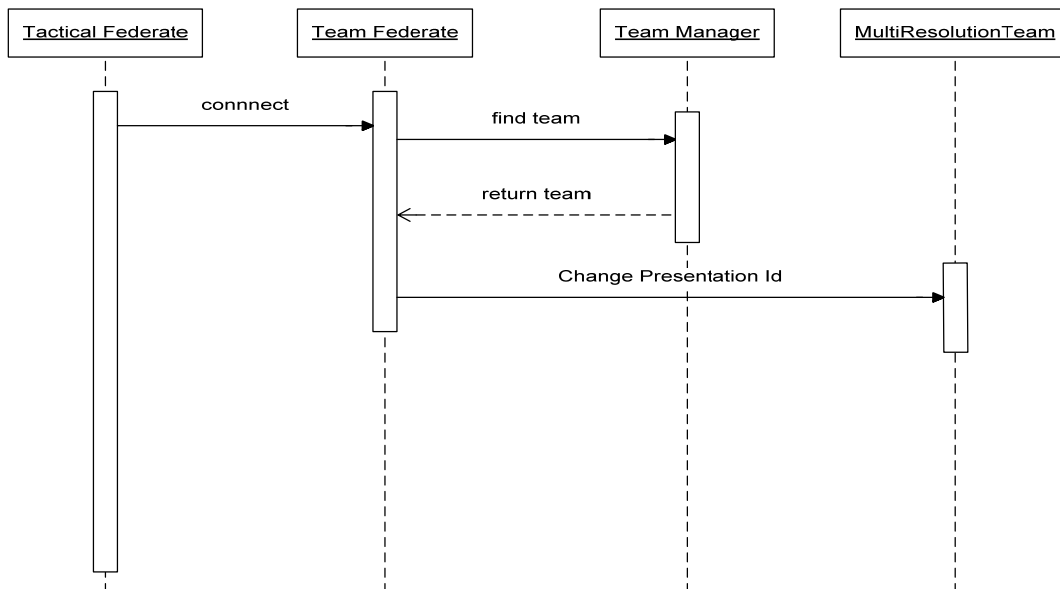 Tactical Federate
Team Federate
Team Manager
MultiResolutionTeam
connnect
find team
return team
Change Presentation Id